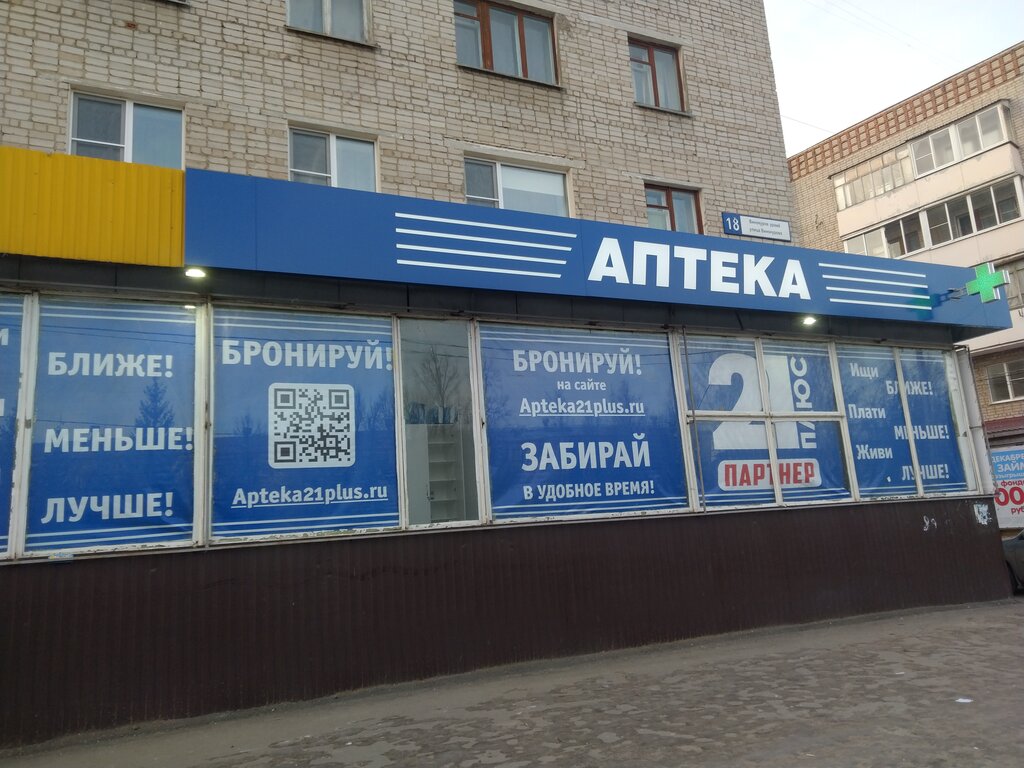 АПТЕКА
18
БЛИЖЕ!
МЕНЬШЕ!
ЛУЧШЕ!
БРОНИРУЙ!
Apteka21plus.ru
БРОНИРУЙ!
на сайте
Apteka21plus.ru
ЗАБИРАЙ
В УДОБНОЕ ВРЕМЯ!
21
ПЛЮС
ПАРТНЕР
Ищи
БЛИЖЕ!
Плати
МЕНЬШЕ!
Живи
ЛУЧШЕ!